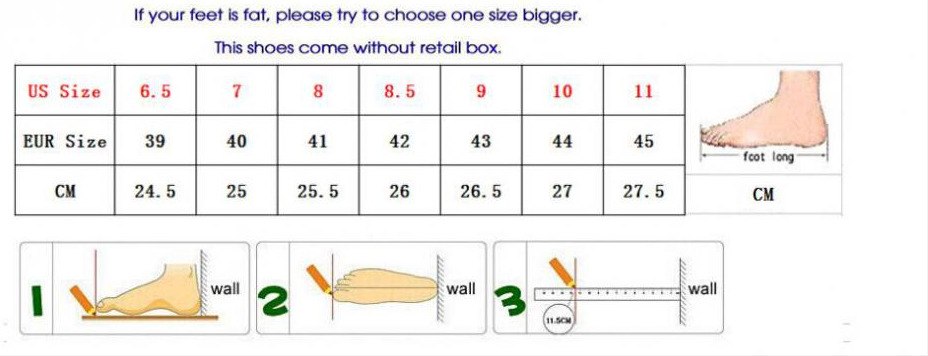 If your feet is fat, please try to choose one size bigger.
This shoes come without retail box.
US Size 6.5 7 8 8.5 9 10 11
EUR Size 39 40 41 42 43 44 45
foot long
CM 24.5 25 25.5 26 26.5 27 27.5 CM
1 wall 2 wall 3 wall
11.5CM